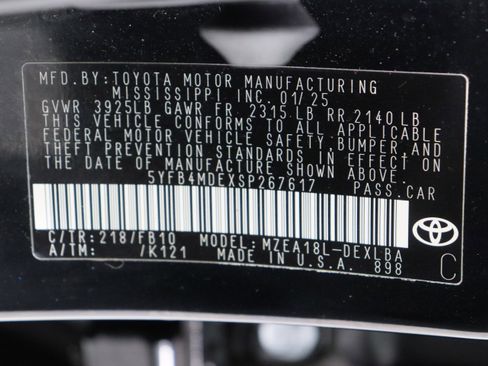 MFD. BY: TOYOTA MOTOR MANUFACTURING
MISSISSIPPI INC. 01/25
GVWR 3925LB GAWR FR 2315LB RR 2140LB
THIS VEHICLE CONFORMS TO ALL APPLICABLE
FEDERAL MOTOR VEHICLE SAFETY, BUMPER AND
THEFT PREVENTION STANDARDS IN EFFECT ON
THE DATE OF MANUFACTURE SHOWN ABOVE.
5YFB4MDEXSP267617 PASS.CAR
C/TR: 2187/FB10 MODEL: MZEA18L-DEXLBA
A/TM: /K121 MADE IN U.S.A. 898
C